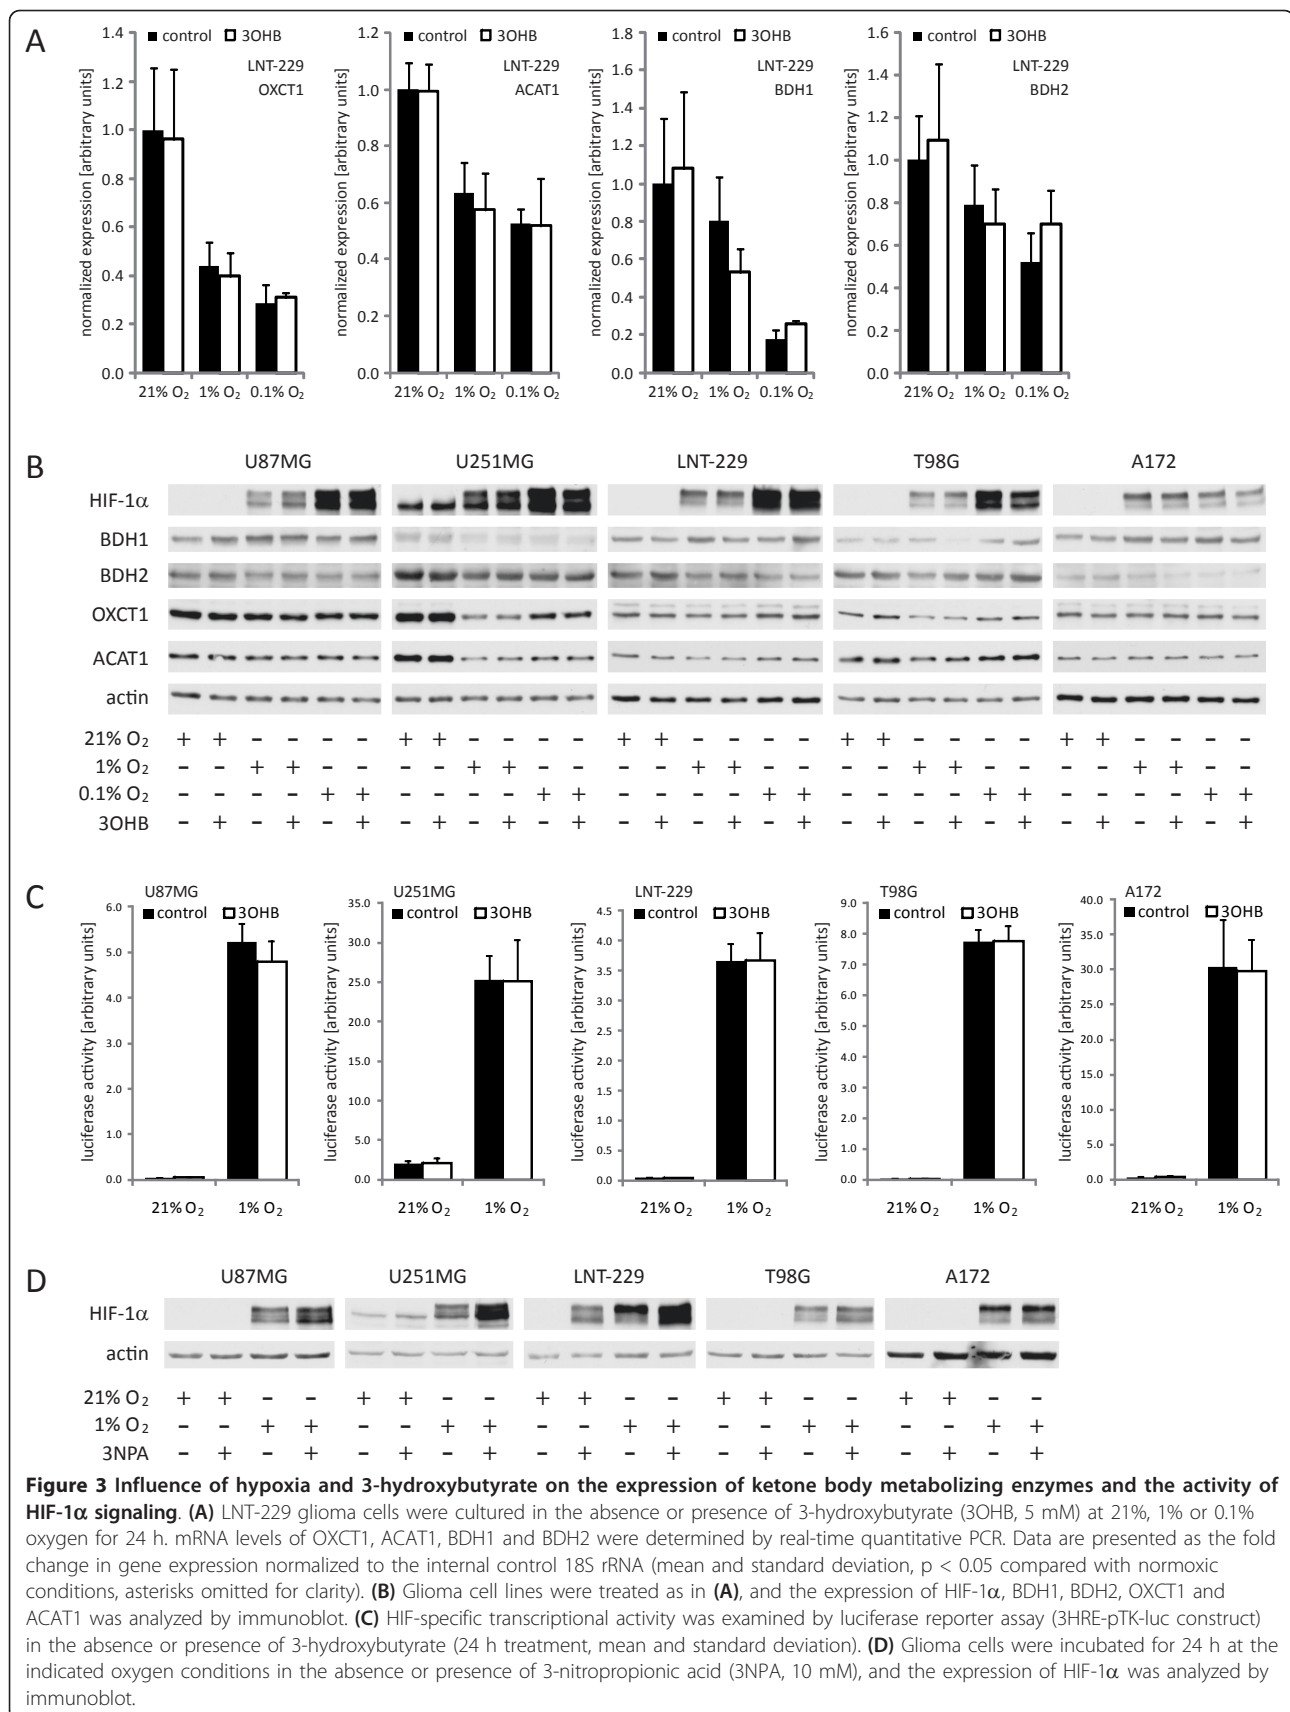 A
control 3OHB
LNT-229
OXCT1
normalized expression [arbitrary units]
1.4
1.2
1.0
0.8
0.6
0.4
0.2
0.0
21% O2 1% O2 0.1% O2
control 3OHB
LNT-229
ACAT1
normalized expression [arbitrary units]
1.2
1.0
0.8
0.6
0.4
0.2
0.0
21% O2 1% O2 0.1% O2
control 3OHB
LNT-229
BDH1
normalized expression [arbitrary units]
1.8
1.6
1.4
1.2
1.0
0.8
0.6
0.4
0.2
0.0
21% O2 1% O2 0.1% O2
control 3OHB
LNT-229
BDH2
normalized expression [arbitrary units]
1.6
1.4
1.2
1.0
0.8
0.6
0.4
0.2
0.0
21% O2 1% O2 0.1% O2
B
U87MG U251MG LNT-229 T98G A172
HIF-1α
BDH1
BDH2
OXCT1
ACAT1
actin
21% O2 + + – – – – + + – – – – + + – – – – + + – – – – + + – – – –
1% O2 – – + + – – – – + + – – – – + + – – – – + + – – – – + + – –
0.1% O2 – – – – + + – – – – + + – – – – + + – – – – + + – – – – + +
3OHB – + – + – + – + – + – + – + – + – + – + – + – + – + – + – +
C
U87MG
control 3OHB
luciferase activity [arbitrary units]
6.0
5.0
4.0
3.0
2.0
1.0
0.0
21% O2 1% O2
U251MG
control 3OHB
luciferase activity [arbitrary units]
35.0
30.0
25.0
20.0
15.0
10.0
5.0
0.0
21% O2 1% O2
LNT-229
control 3OHB
luciferase activity [arbitrary units]
4.5
4.0
3.5
3.0
2.5
2.0
1.5
1.0
0.5
0.0
21% O2 1% O2
T98G
control 3OHB
luciferase activity [arbitrary units]
9.0
8.0
7.0
6.0
5.0
4.0
3.0
2.0
1.0
0.0
21% O2 1% O2
A172
control 3OHB
luciferase activity [arbitrary units]
40.0
35.0
30.0
25.0
20.0
15.0
10.0
5.0
0.0
21% O2 1% O2
D
U87MG U251MG LNT-229 T98G A172
HIF-1α
actin
21% O2 + + – – + + – – + + – – + + – – + + – –
1% O2 – – + + – – + + – – + + – – + + – – + +
3NPA – + – + – + – + – + – + – + – + – + – +
Figure 3 Influence of hypoxia and 3-hydroxybutyrate on the expression of ketone body metabolizing enzymes and the activity of
HIF-1α signaling. (A) LNT-229 glioma cells were cultured in the absence or presence of 3-hydroxybutyrate (3OHB, 5 mM) at 21%, 1% or 0.1%
oxygen for 24 h. mRNA levels of OXCT1, ACAT1, BDH1 and BDH2 were determined by real-time quantitative PCR. Data are presented as the fold
change in gene expression normalized to the internal control 18S rRNA (mean and standard deviation, p < 0.05 compared with normoxic
conditions, asterisks omitted for clarity). (B) Glioma cell lines were treated as in (A), and the expression of HIF-1α, BDH1, BDH2, OXCT1 and
ACAT1 was analyzed by immunoblot. (C) HIF-specific transcriptional activity was examined by luciferase reporter assay (3HRE-pTK-luc construct)
in the absence or presence of 3-hydroxybutyrate (24 h treatment, mean and standard deviation). (D) Glioma cells were incubated for 24 h at the
indicated oxygen conditions in the absence or presence of 3-nitropropionic acid (3NPA, 10 mM), and the expression of HIF-1α was analyzed by
immunoblot.